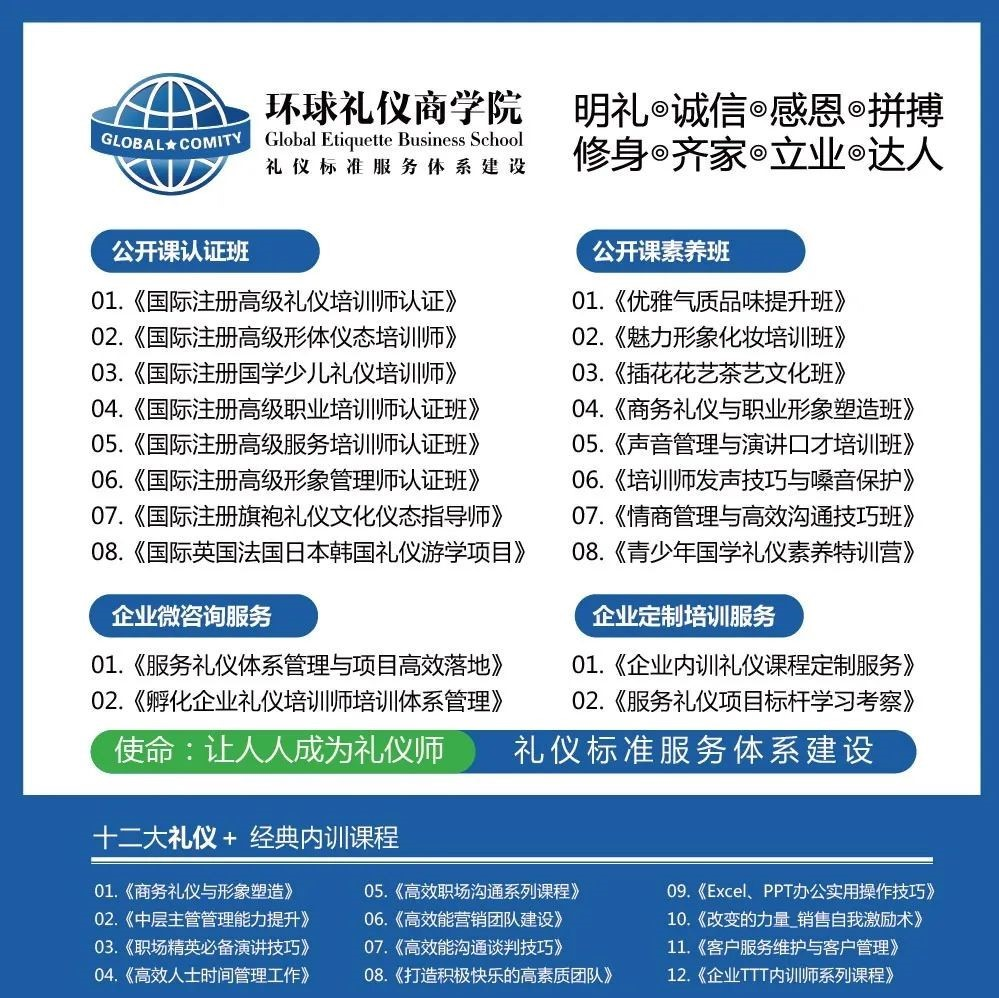 GLOBAL★COMITY
环球礼仪商学院
Global Etiquette Business School
礼仪标准服务体系建设
明礼◎诚信◎感恩◎拼搏
修身◎齐家◎立业◎达人
公开课认证班
01.《国际注册高级礼仪培训师认证》
02.《国际注册高级形体仪态培训师》
03.《国际注册国学少儿礼仪培训师》
04.《国际注册高级职业培训师认证班》
05.《国际注册高级服务培训师认证班》
06.《国际注册高级形象管理师认证班》
07.《国际注册旗袍礼仪文化仪态指导师》
08.《国际英国法国日本韩国礼仪游学项目》
公开课素养班
01.《优雅气质品味提升班》
02.《魅力形象化妆培训班》
03.《插花花艺茶艺文化班》
04.《商务礼仪与职业形象塑造班》
05.《声音管理与演讲口才培训班》
06.《培训师发声技巧与嗓音保护》
07.《情商管理与高效沟通技巧班》
08.《青少年国学礼仪素养特训营》
企业微咨询服务
01.《服务礼仪体系管理与项目高效落地》
02.《孵化企业礼仪培训师培训体系管理》
企业定制培训服务
01.《企业内训礼仪课程定制服务》
02.《服务礼仪项目标杆学习考察》
使命：让人人成为礼仪师
礼仪标准服务体系建设
十二大礼仪+ 经典内训课程
01.《商务礼仪与形象塑造》
02.《中层主管管理能力提升》
03.《职场精英必备演讲技巧》
04.《高效人士时间管理工作》
05.《高效职场沟通系列课程》
06.《高效能营销团队建设》
07.《高效能沟通谈判技巧》
08.《打造积极快乐的高素质团队》
09.《Excel、PPT办公实用操作技巧》
10.《改变的力量_销售自我激励术》
11.《客户服务维护与客户管理》
12.《企业TTT内训师系列课程》